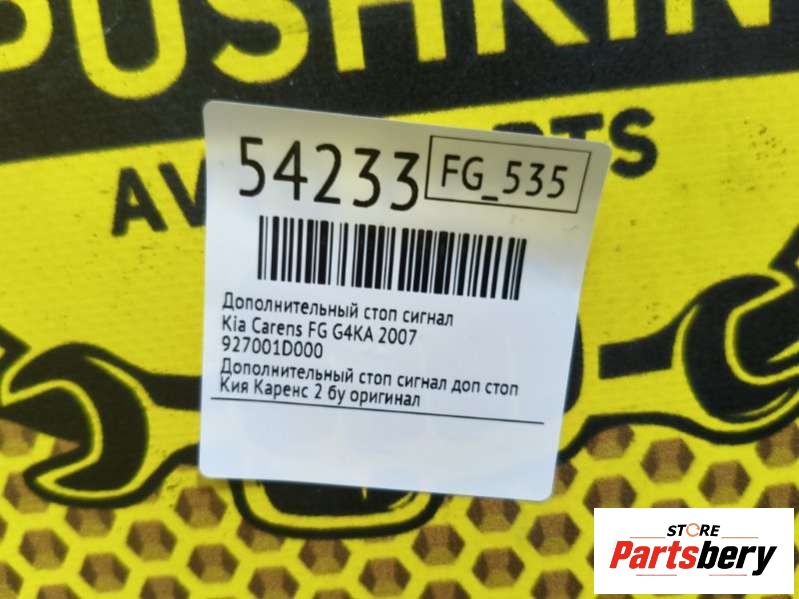 PUSHKIN
54233
FG_535
Дополнительный стоп сигнал
Kia Carens FG G4KA 2007
927001D000
Дополнительный стоп сигнал доп стоп
Кия Каренс 2 бу оригинал
STORE
Partsbery